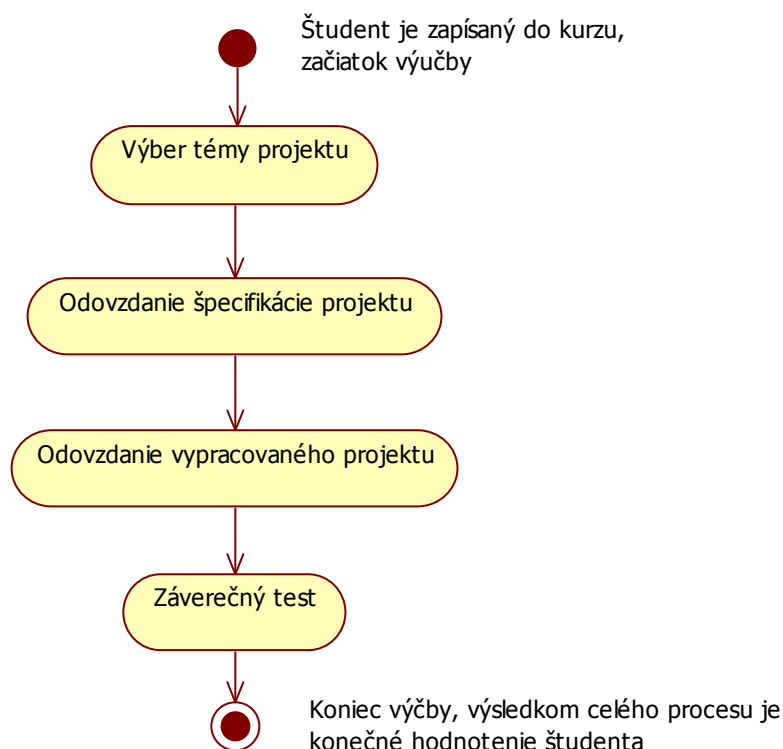 Študent je zapísaný do kurzu,
začiatok výučby
Výber témy projektu
Odovzdanie špecifikácie projektu
Odovzdanie vypracovaného projektu
Záverečný test
Koniec výčby, výsledkom celého procesu je
konečné hodnotenie študenta